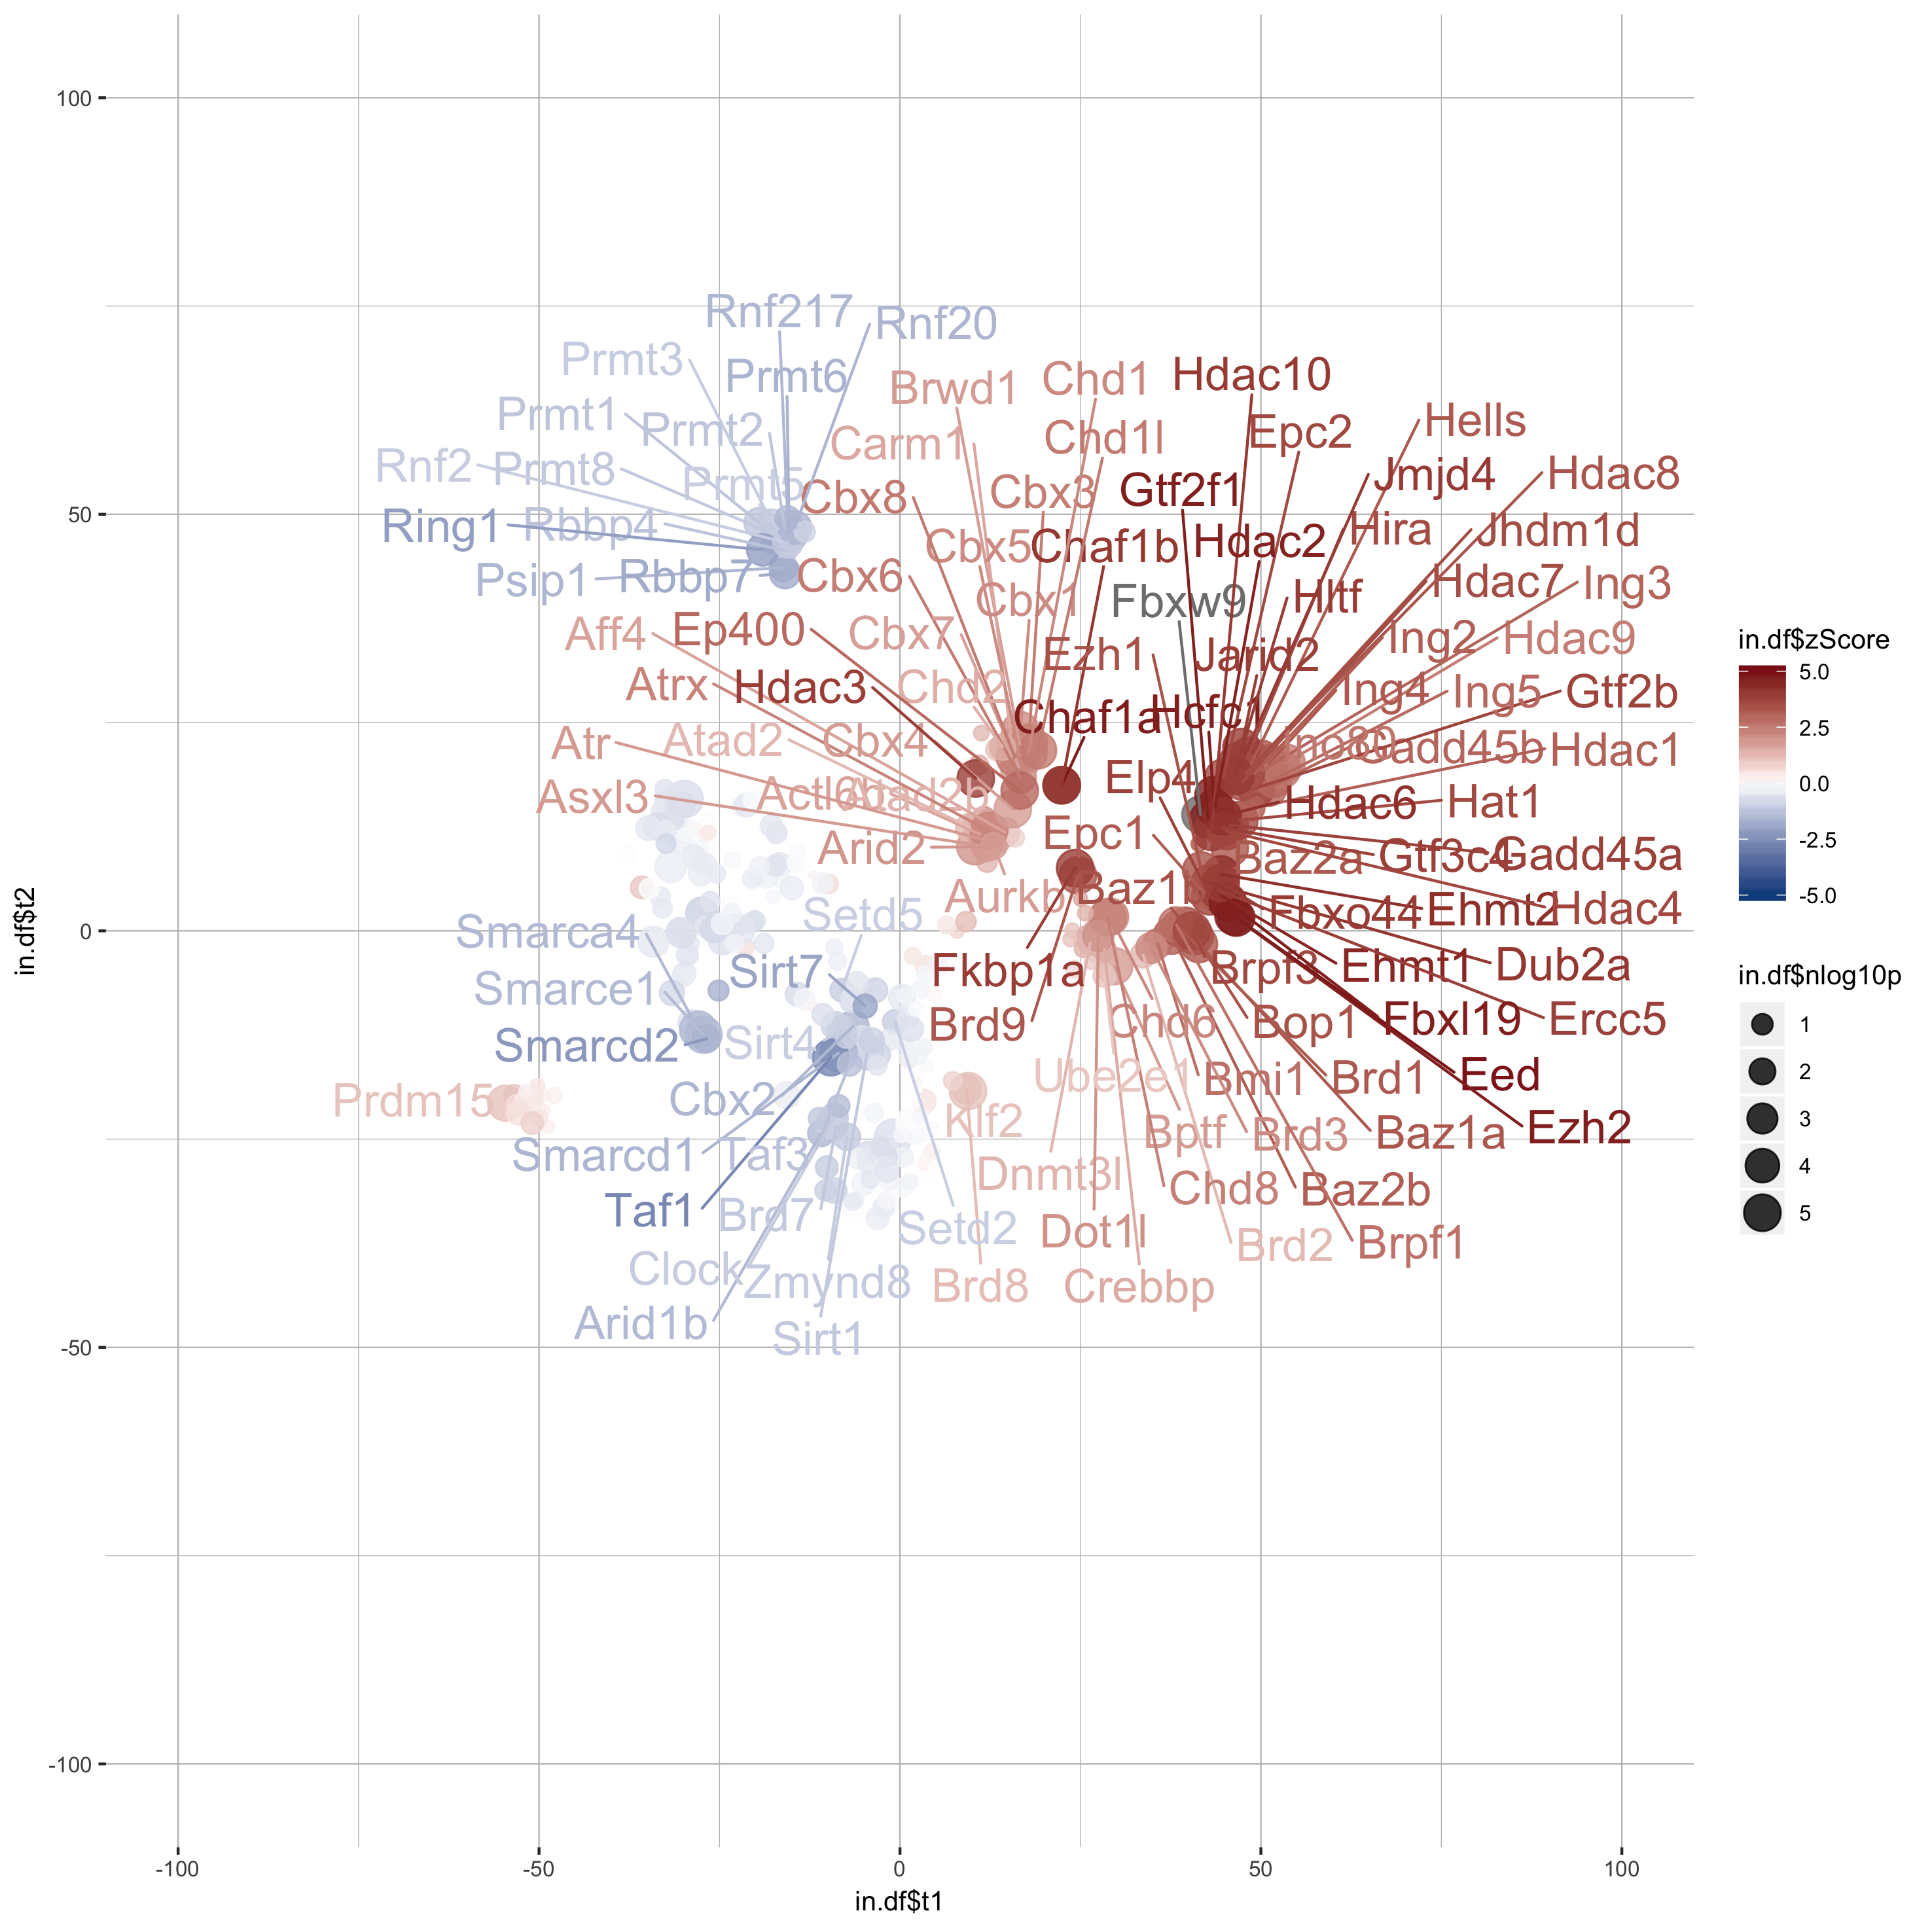 100
50
0
-50
-100
in.df$t2
-100
-50
0
50
100
in.df$t1
Rnf217
Rnf20
Prmt3
Prmt6
Brwd1
Chd1
Hdac10
Prmt1
Prmt2
Carm1
Chd1l
Epc2
Hells
Rnf2
Prmt8
Prmt5
Cbx8
Cbx3
Gtf2f1
Jmjd4
Hdac8
Ring1
Rbbp4
Cbx5
Chaf1b
Hdac2
Hira
Jhdm1d
Psip1
Rbbp7
Cbx6
Cbx1
Fbxw9
Hltf
Hdac7
Ing3
Aff4
Ep400
Cbx7
Ezh1
Jarid2
Ing2
Hdac9
Atrx
Hdac3
Chd2
Chaf1a
Hcfc1
Ing4
Ing5
Gtf2b
Atr
Atad2
Cbx4
Elp4
Ino80
Gadd45b
Hdac1
Asxl3
Actl6b
Atad2b
Hdac6
Hat1
Arid2
Epc1
Baz2a
Gtf3c4
Gadd45a
Aurkb
Baz1b
Fbxo44
Ehmt2
Hdac4
Smarca4
Setd5
Sirt7
Fkbp1a
Brpf3
Ehmt1
Dub2a
Smarce1
Brd9
Chd6
Bop1
Fbxl19
Ercc5
Smarcd2
Sirt4
Ube2e1
Bmi1
Brd1
Eed
Prdm15
Cbx2
Klf2
Bptf
Brd3
Baz1a
Ezh2
Smarcd1
Taf3
Dnmt3l
Chd8
Baz2b
Taf1
Brd7
Setd2
Dot1l
Brd2
Brpf1
Clock
Zmynd8
Brd8
Crebbp
Arid1b
Sirt1
in.df$zScore
5.0
2.5
0.0
-2.5
-5.0
in.df$nlog10p
1
2
3
4
5